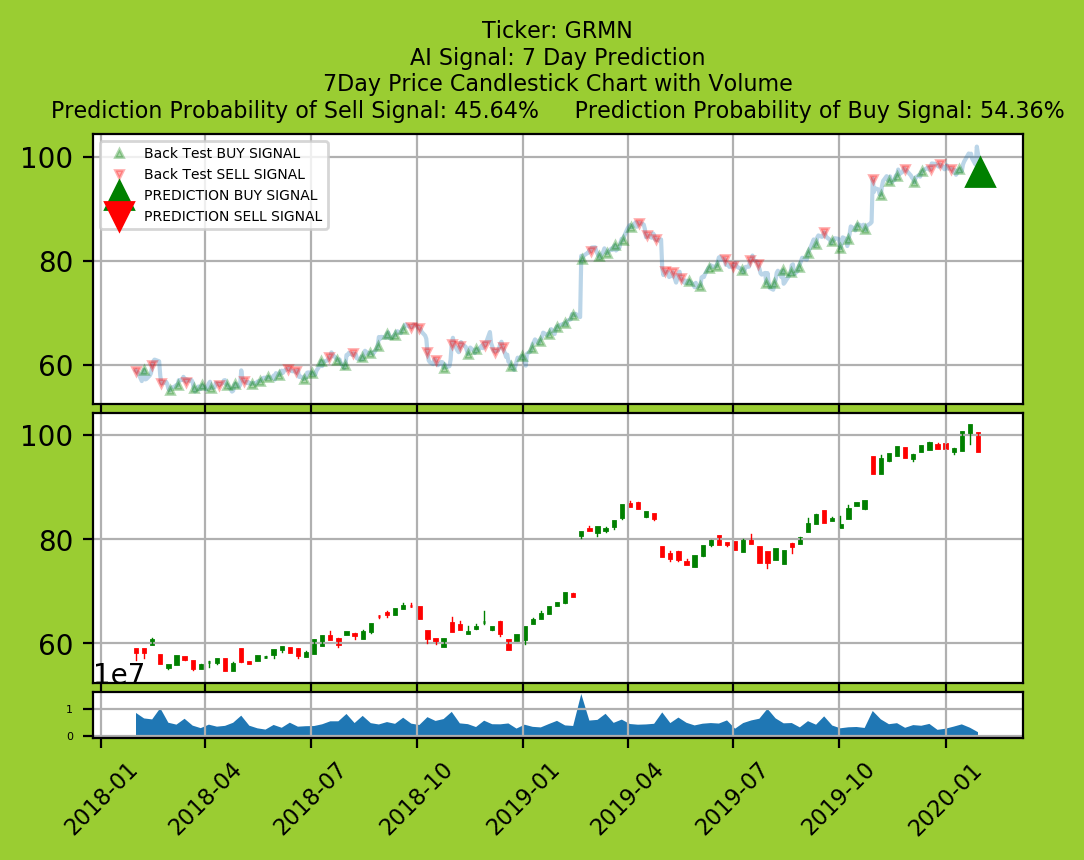 Ticker: GRMN
AI Signal: 7 Day Prediction
7Day Price Candlestick Chart with Volume
Prediction Probability of Sell Signal: 45.64%     Prediction Probability of Buy Signal: 54.36%
Back Test BUY SIGNAL
Back Test SELL SIGNAL
PREDICTION BUY SIGNAL
PREDICTION SELL SIGNAL
100
80
60
100
80
60
1e7
1
0
2018-01 2018-04 2018-07 2018-10 2019-01 2019-04 2019-07 2019-10 2020-01